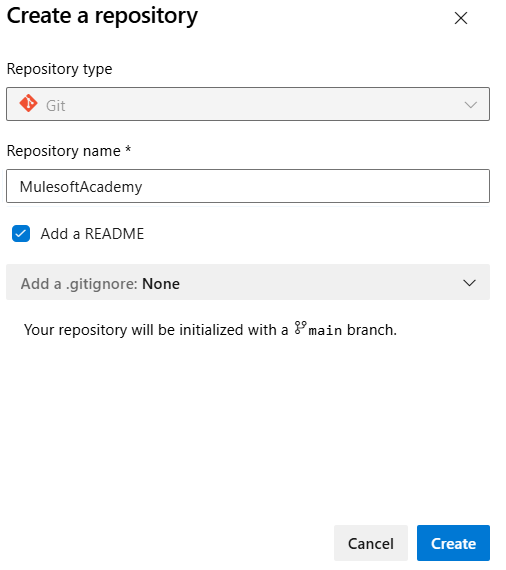 Create a repository
Repository type
Git
Repository name *
MulesoftAcademy
Add a README
Add a .gitignore: None
Your repository will be initialized with a main branch.
Cancel
Create